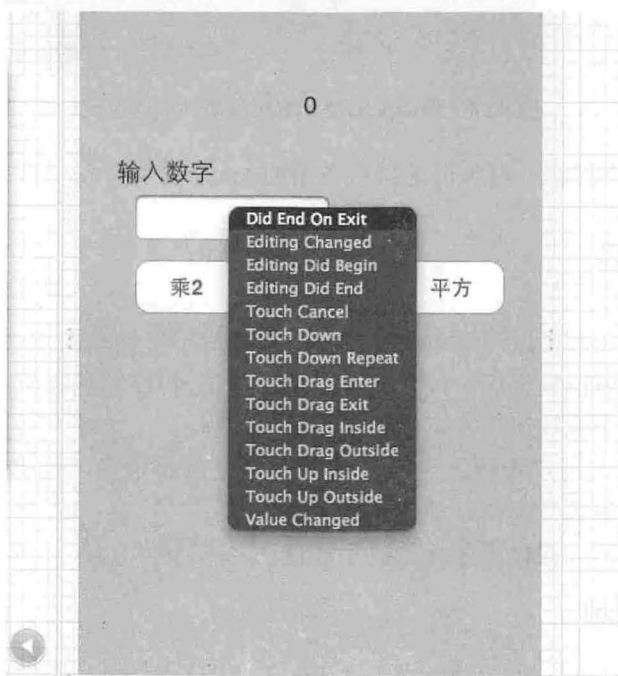 0
输入数字
乘2
平方
Did End On Exit
Editing Changed
Editing Did Begin
Editing Did End
Touch Cancel
Touch Down
Touch Down Repeat
Touch Drag Enter
Touch Drag Exit
Touch Drag Inside
Touch Drag Outside
Touch Up Inside
Touch Up Outside
Value Changed